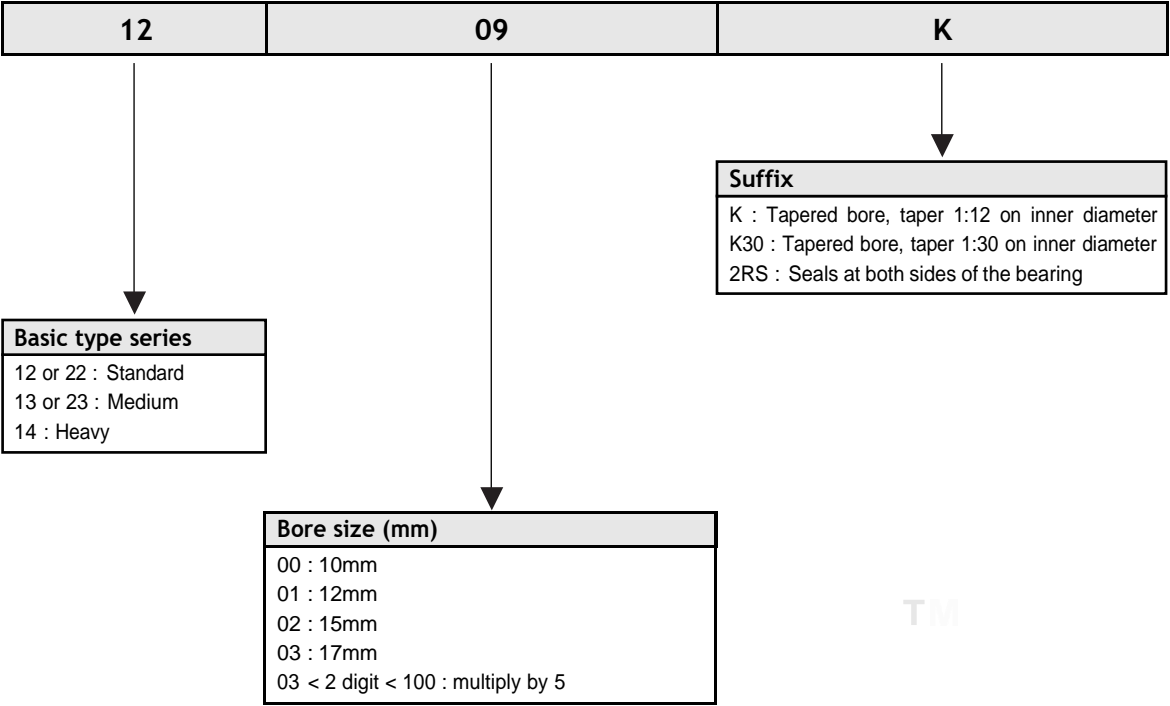 12 09 K
Suffix
K : Tapered bore, taper 1:12 on inner diameter
K30 : Tapered bore, taper 1:30 on inner diameter
2RS : Seals at both sides of the bearing
Basic type series
12 or 22 : Standard
13 or 23 : Medium
14 : Heavy
Bore size (mm)
00 : 10mm
01 : 12mm
02 : 15mm
03 : 17mm
03 < 2 digit < 100 : multiply by 5
TM